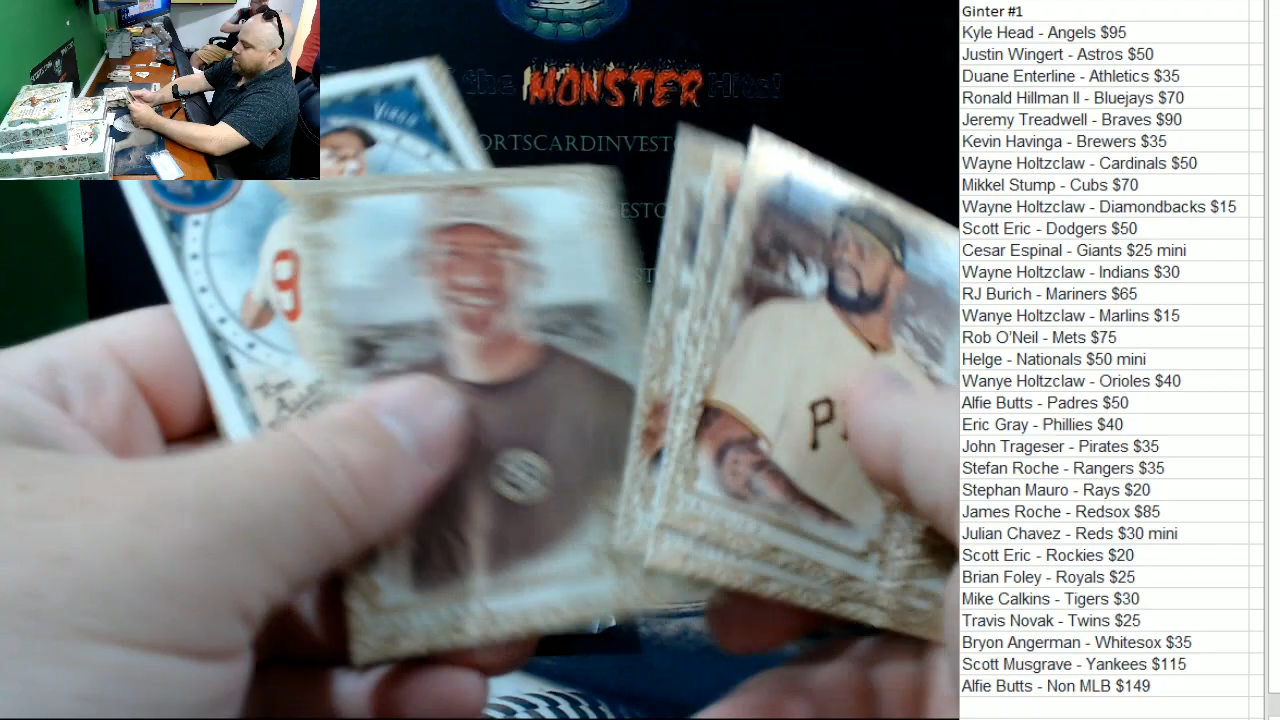 Ginter #1
Kyle Head - Angels $95
Justin Wingert - Astros $50
Duane Enterline - Athletics $35
Ronald Hillman ll - Bluejays $70
Jeremy Treadwell - Braves $90
Kevin Havinga - Brewers $35
Wayne Holtzclaw - Cardinals $50
Mikkel Stump - Cubs $70
Wayne Holtzclaw - Diamondbacks $15
Scott Eric - Dodgers $50
Cesar Espinal - Giants $25 mini
Wayne Holtzclaw - Indians $30
RJ Burich - Mariners $65
Wanye Holtzclaw - Marlins $15
Rob O'Neil - Mets $75
Helge - Nationals $50 mini
Wanye Holtzclaw - Orioles $40
Alfie Butts - Padres $50
Eric Gray - Phillies $40
John Trageser - Pirates $35
Stefan Roche - Rangers $35
Stephan Mauro - Rays $20
James Roche - Redsox $85
Julian Chavez - Reds $30 mini
Scott Eric - Rockies $20
Brian Foley - Royals $25
Mike Calkins - Tigers $30
Travis Novak - Twins $25
Bryon Angerman - Whitesox $35
Scott Musgrave - Yankees $115
Alfie Butts - Non MLB $149
the MONSTER Hits!
ORTSCARDINVESTO
VIRGO
ESTO
8